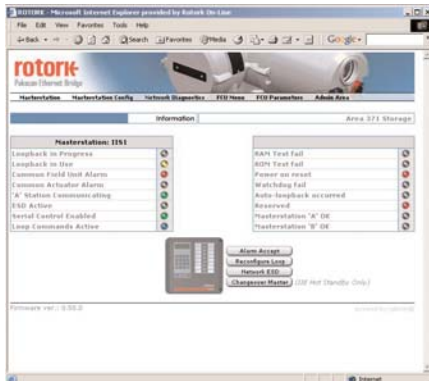 ROTORK - Microsoft Internet Explorer provided by Rotork On-Line
File Edit View Favorites Tools Help
Back Search Favorites Media Google
rotork
Pakscan Ethernet Bridge
Masterstation Masterstation Config Network Diagnostics FCU Menu FCU Parameters Admin Area
Information Area 371 Storage
Masterstation: IIS1
Loopback in Progress
Loopback in Use
Common Field Unit Alarm
Common Actuator Alarm
'A' Station Communicating
ESD Active
Serial Control Enabled
Loop Commands Active
RAM Test fail
ROM Test fail
Power on reset
Watchdog fail
Auto-loopback occurred
Reserved
Masterstation 'A' OK
Masterstation 'B' OK
Alarm Accept
Reconfigure Loop
Network ESD
Changeover Master (IIE Hot Standby Only)
Firmware ver.: 0.55.0
Internet